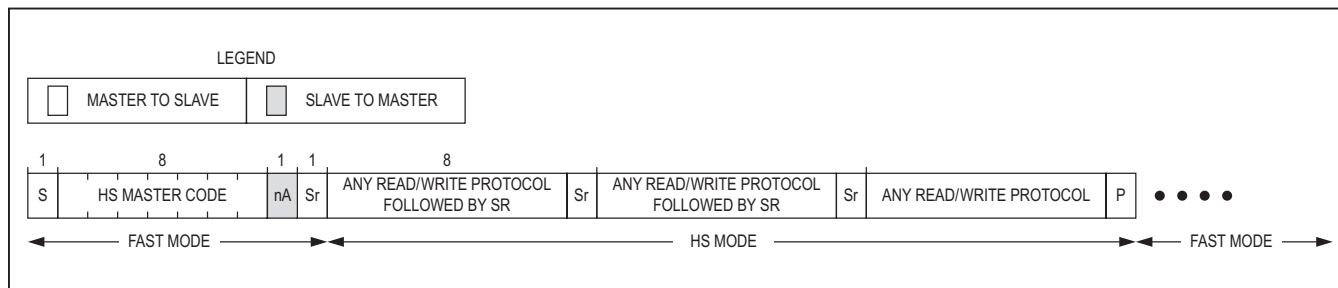 LEGEND
MASTER TO SLAVE SLAVE TO MASTER
1 8 1 1 8
S HS MASTER CODE nA Sr ANY READ/WRITE PROTOCOL FOLLOWED BY SR Sr ANY READ/WRITE PROTOCOL FOLLOWED BY SR Sr ANY READ/WRITE PROTOCOL P
FAST MODE HS MODE FAST MODE